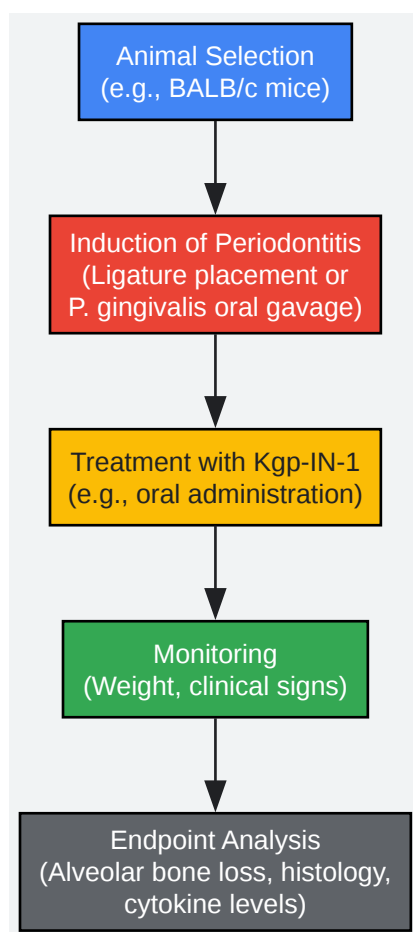 Animal Selection
(e.g., BALB/c mice)
Induction of Periodontitis
(Ligature placement or
P. gingivalis oral gavage)
Treatment with Kgp-IN-1
(e.g., oral administration)
Monitoring
(Weight, clinical signs)
Endpoint Analysis
(Alveolar bone loss, histology,
cytokine levels)